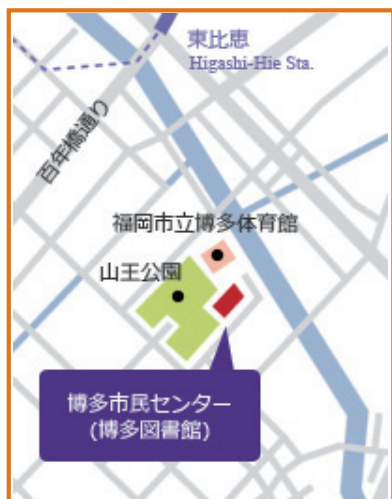 東比恵
Higashi-Hie Sta.
百年橋通り
福岡市立博多体育館
山王公園
博多市民センター
(博多図書館)